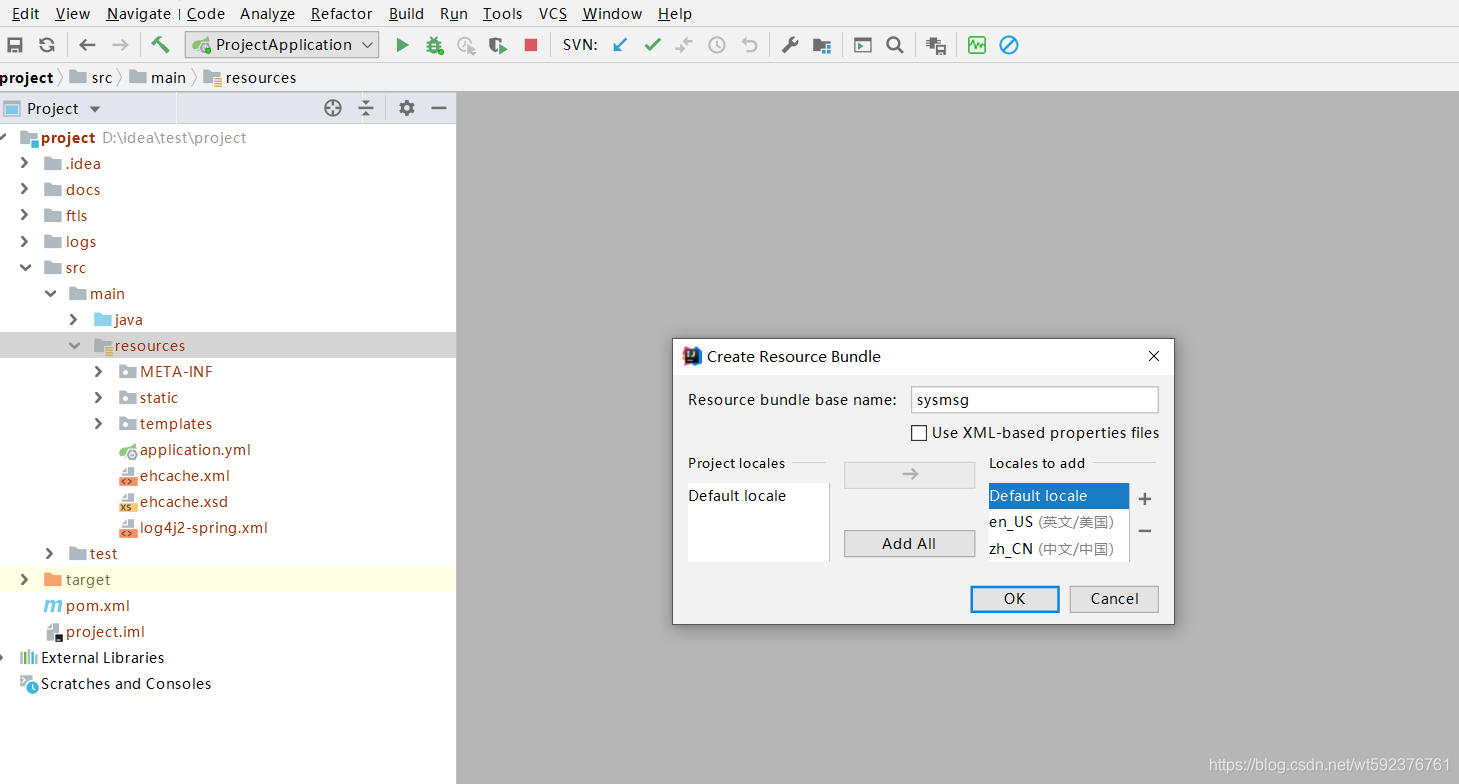 Edit View Navigate Code Analyze Refactor Build Run Tools VCS Window Help
ProjectApplication SVN:
project src main resources
Project
project D:\idea\test\project
.idea
docs
ftls
logs
src
main
java
resources
META-INF
static
templates
application.yml
ehcache.xml
ehcache.xsd
log4j2-spring.xml
test
target
pom.xml
project.iml
External Libraries
Scratches and Consoles
Create Resource Bundle
Resource bundle base name: sysmsg
Use XML-based properties files
Project locales
Default locale
Add All
Locales to add
Default locale
en_US (英文/美国)
zh_CN (中文/中国)
OK Cancel
https://blog.csdn.net/wt592376761